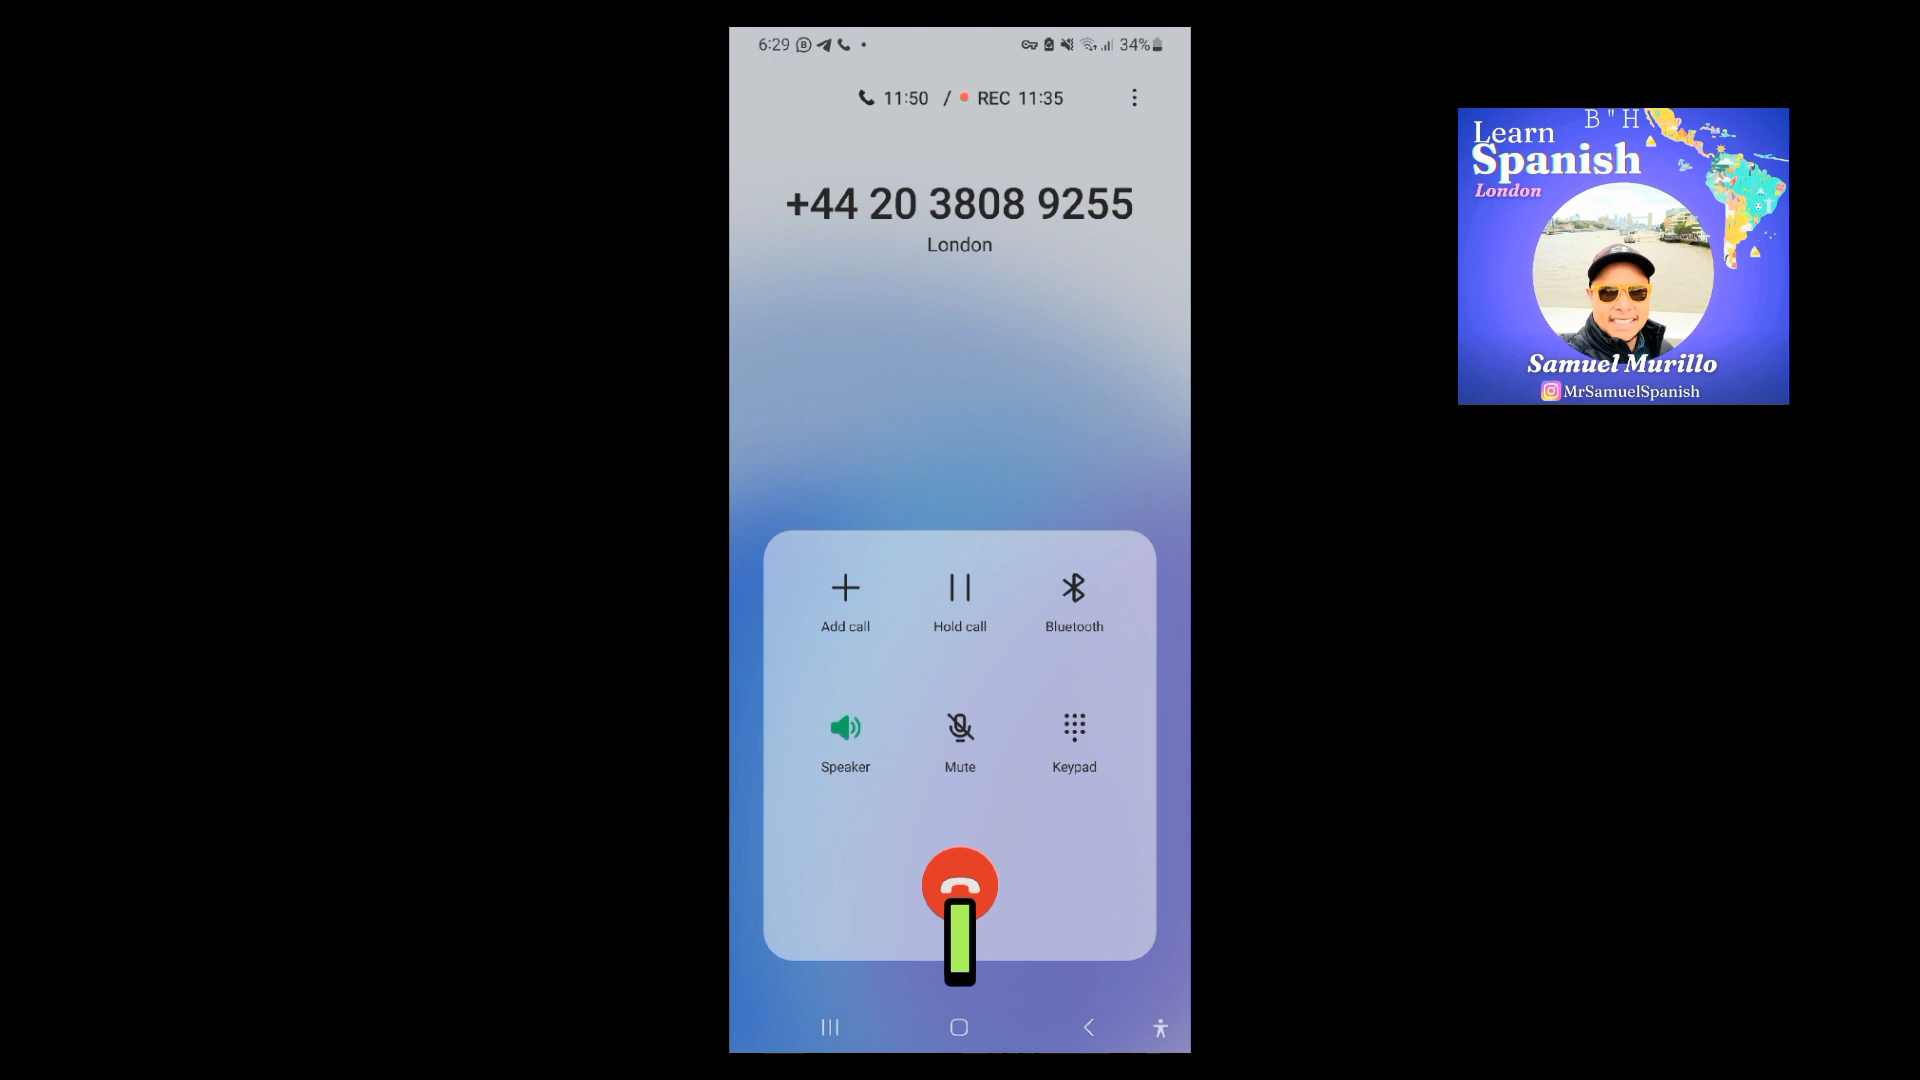 6:29
34%
11:50 / REC 11:35
+44 20 3808 9255
London
Add call
Hold call
Bluetooth
Speaker
Mute
Keypad
B"H
Learn
Spanish
London
Samuel Murillo
MrSamuelSpanish